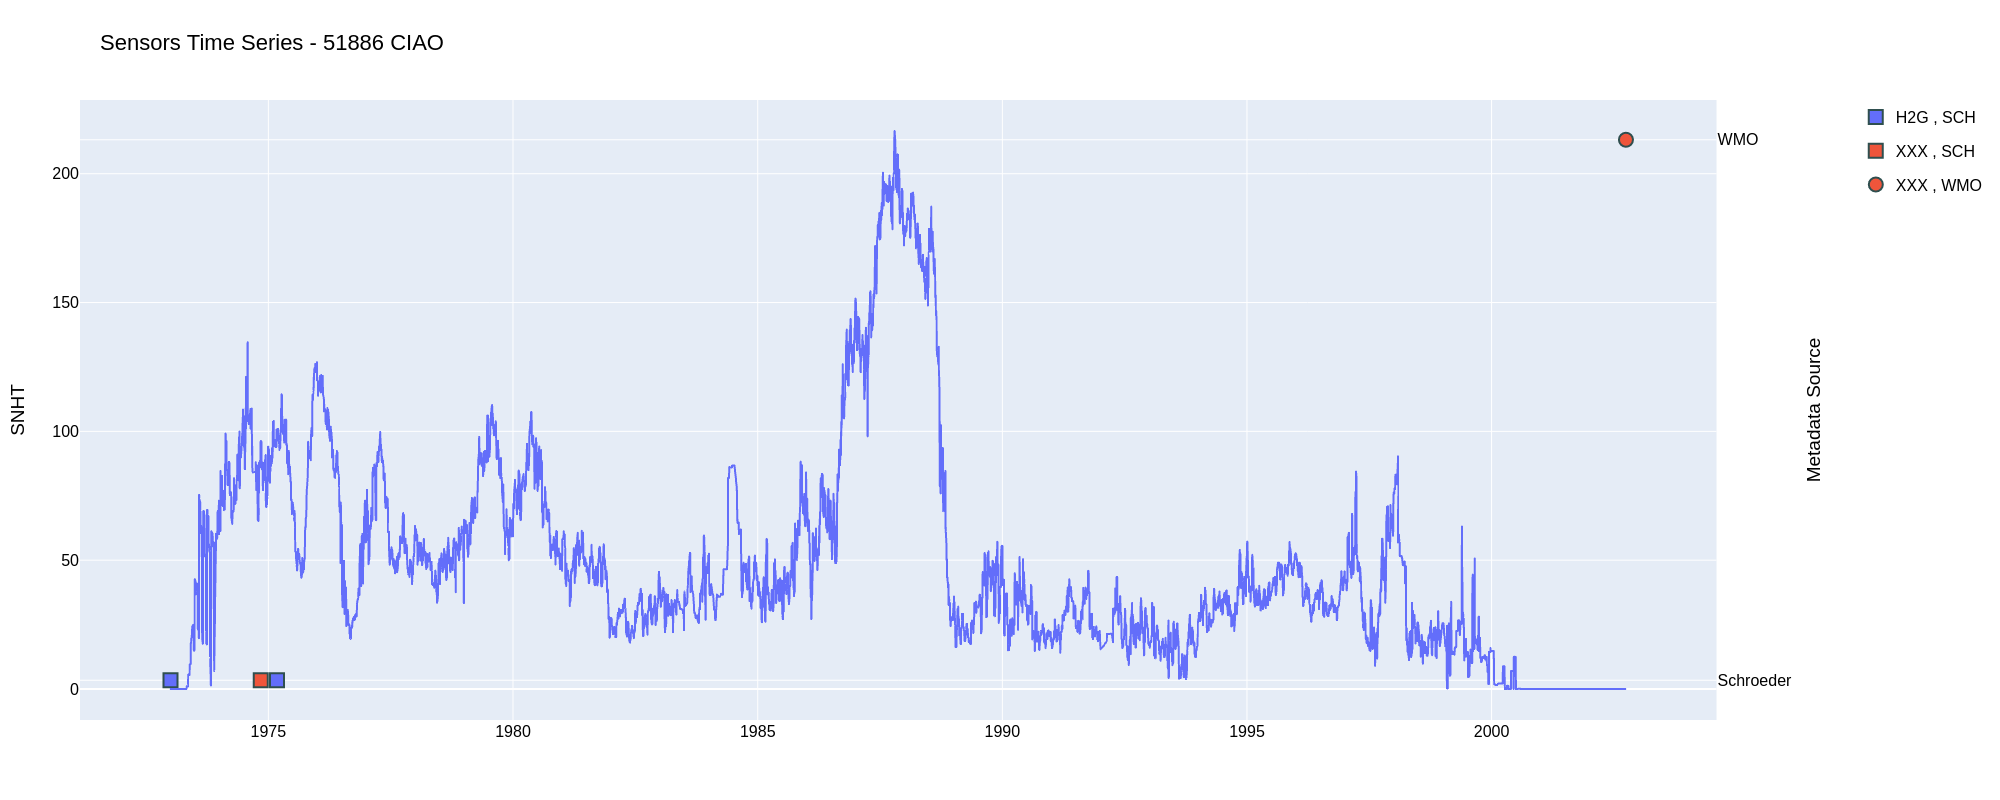 Sensors Time Series - 51886 CIAO
H2G , SCH
XXX , SCH
XXX , WMO
WMO
Schroeder
Metadata Source
SNHT
200
150
100
50
0
1975
1980
1985
1990
1995
2000